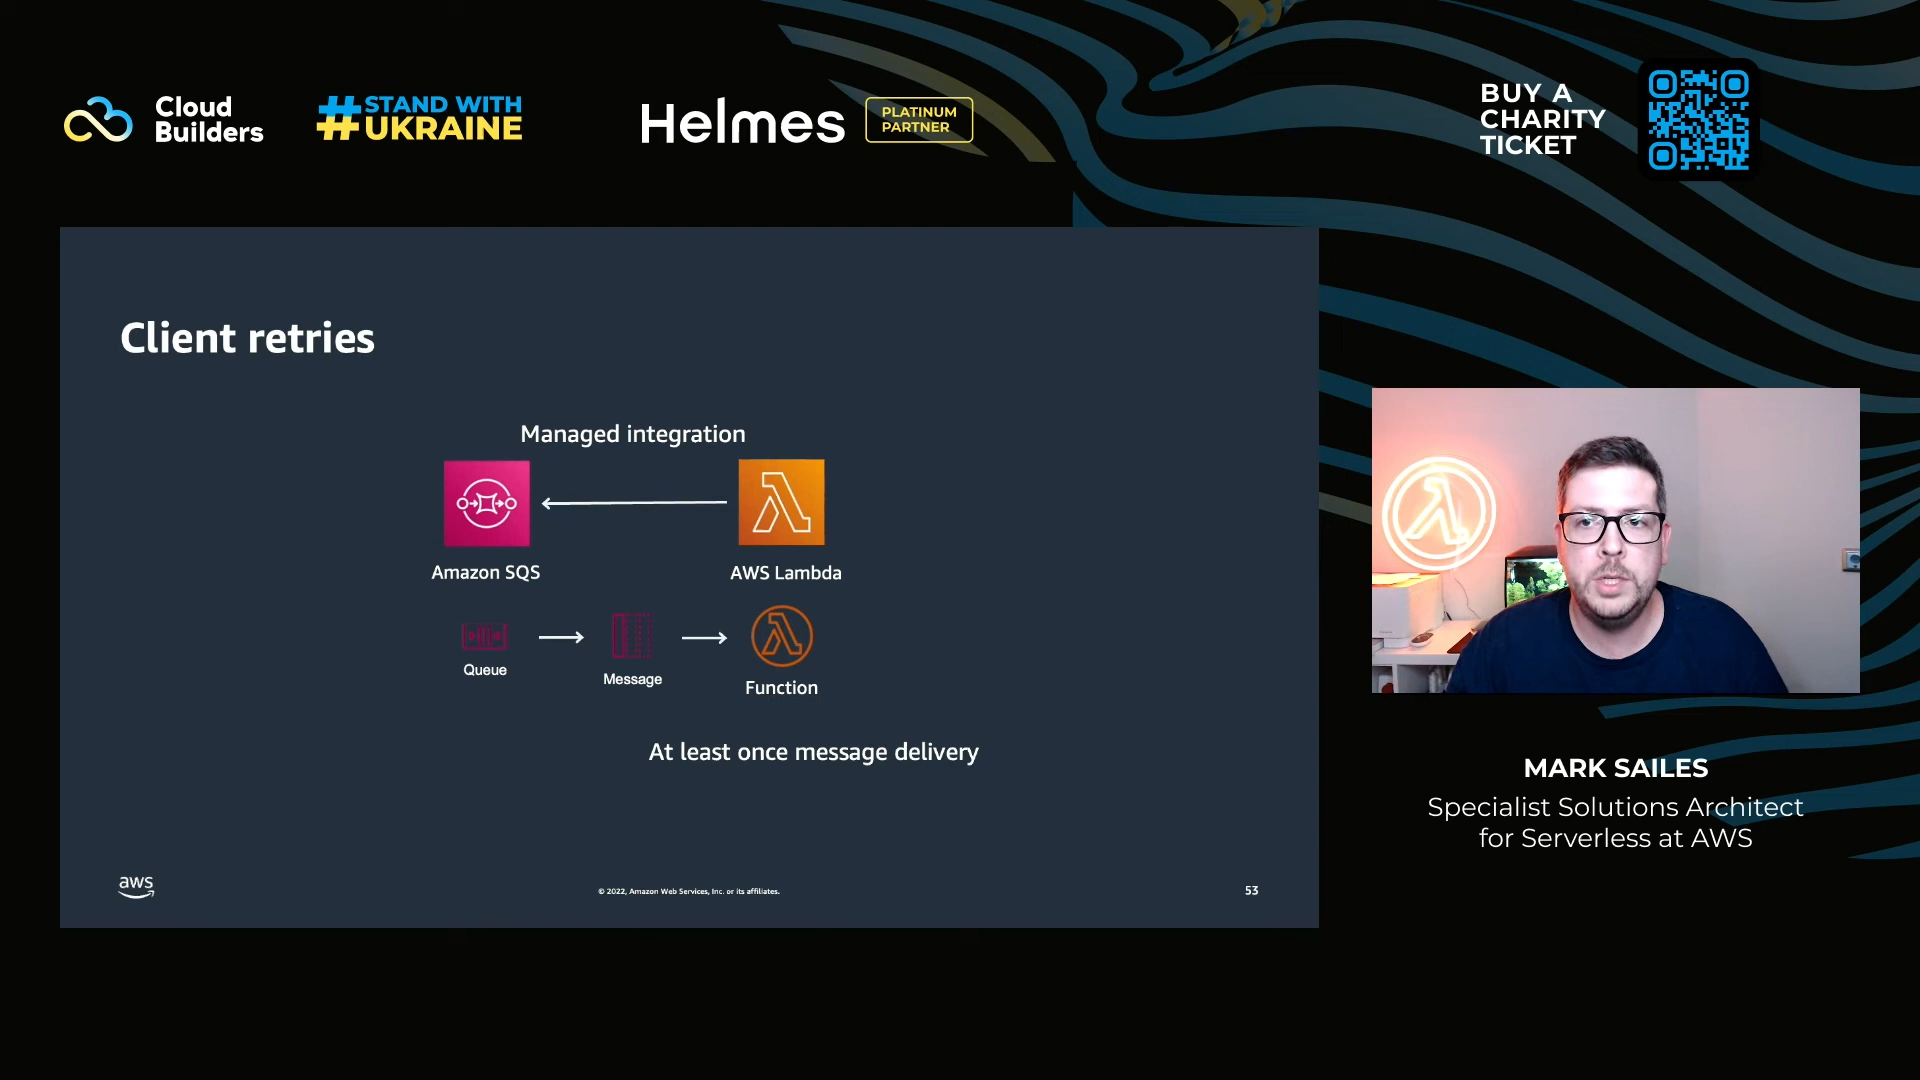 Cloud
Builders
#STAND WITH
UKRAINE
Helmes
PLATINUM
PARTNER
BUY A
CHARITY
TICKET
Client retries
Managed integration
Amazon SQS
AWS Lambda
Queue
Message
Function
At least once message delivery
aws
© 2022, Amazon Web Services, Inc. or its affiliates.
53
MARK SAILES
Specialist Solutions Architect
for Serverless at AWS